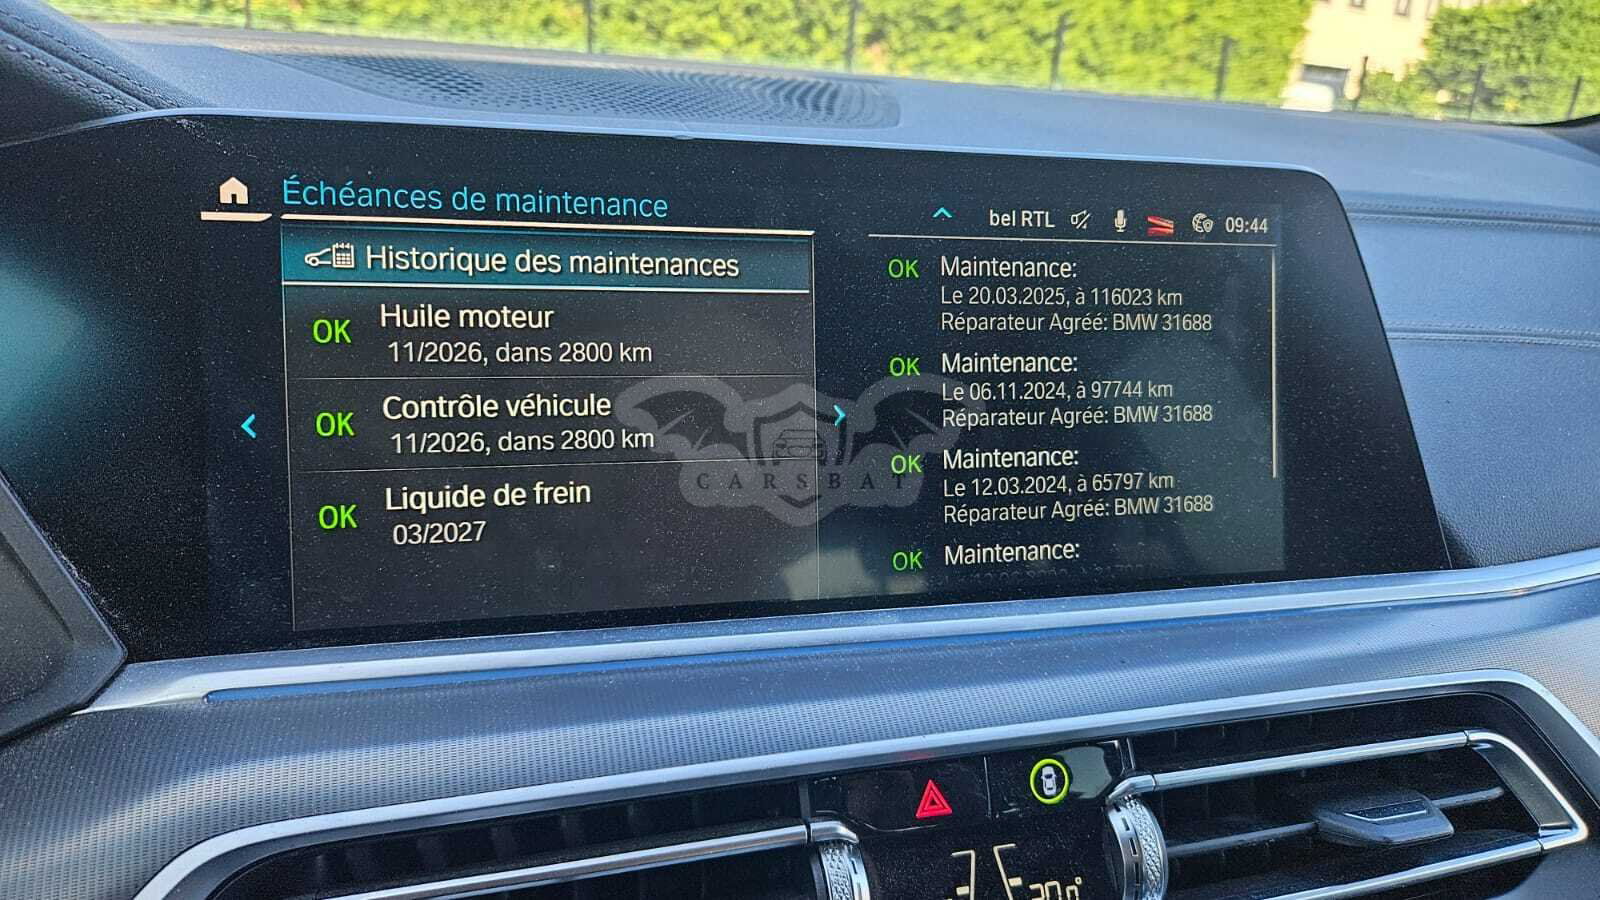 Échéances de maintenance
bel RTL 09:44
Historique des maintenances
OK Huile moteur
11/2026, dans 2800 km
OK Contrôle véhicule
11/2026, dans 2800 km
OK Liquide de frein
03/2027
OK Maintenance:
Le 20.03.2025, à 116023 km
Réparateur Agréé: BMW 31688
OK Maintenance:
Le 06.11.2024, à 97744 km
Réparateur Agréé: BMW 31688
OK Maintenance:
Le 12.03.2024, à 65797 km
Réparateur Agréé: BMW 31688
OK Maintenance:
CARSBAT